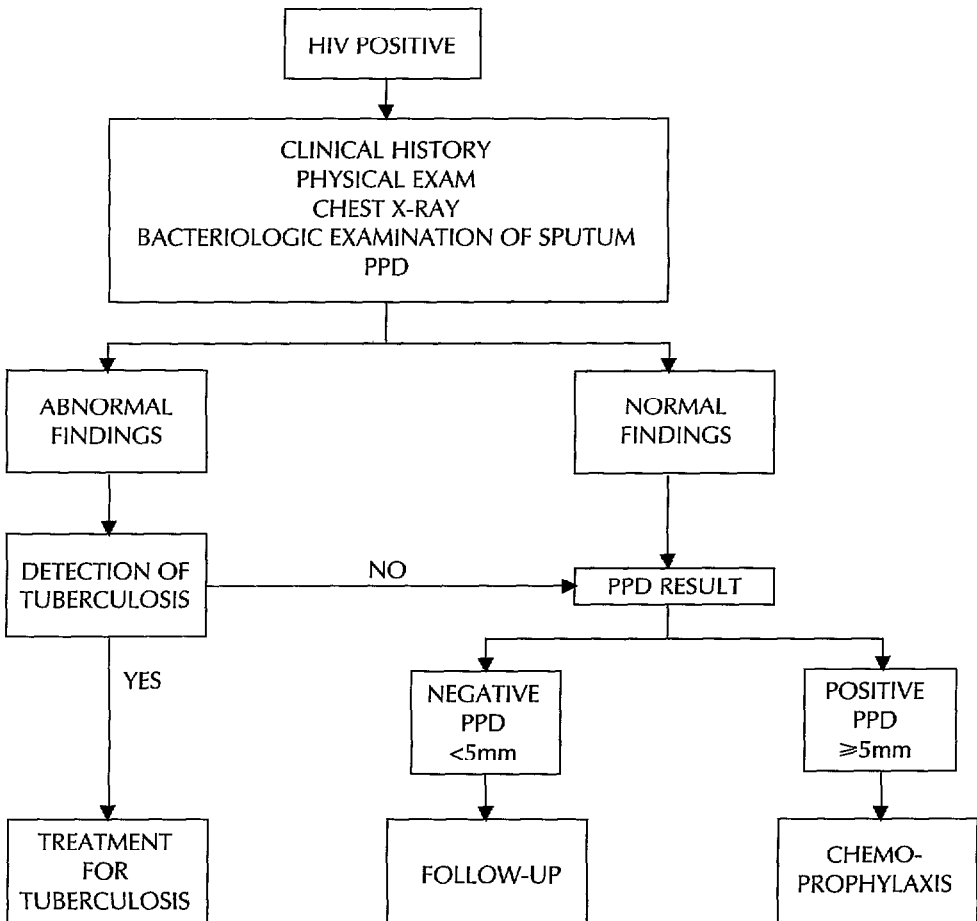 HIV POSITIVE
CLINICAL HISTORY
PHYSICAL EXAM
CHEST X-RAY
BACTERIOLOGIC EXAMINATION OF SPUTUM
PPD
ABNORMAL
FINDINGS
NORMAL
FINDINGS
DETECTION OF
TUBERCULOSIS
NO
PPD RESULT
YES
NEGATIVE
PPD
<5mm
POSITIVE
PPD
⩾5mm
TREATMENT
FOR
TUBERCULOSIS
FOLLOW-UP
CHEMO-
PROPHYLAXIS